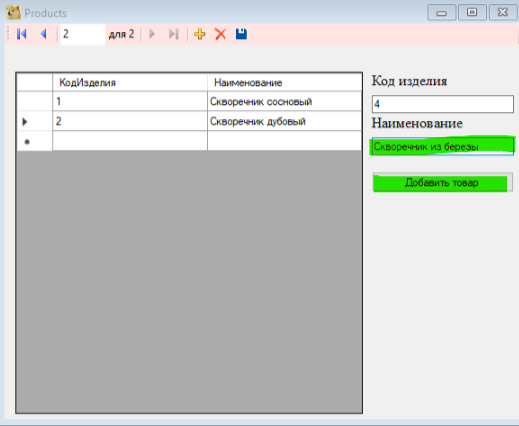 Products
2 для 2
КодИзделия Наименование
1 Скворечник сосновый
2 Скворечник дубовый
Код изделия
4
Наименование
Скворечник из березы
Добавить товар